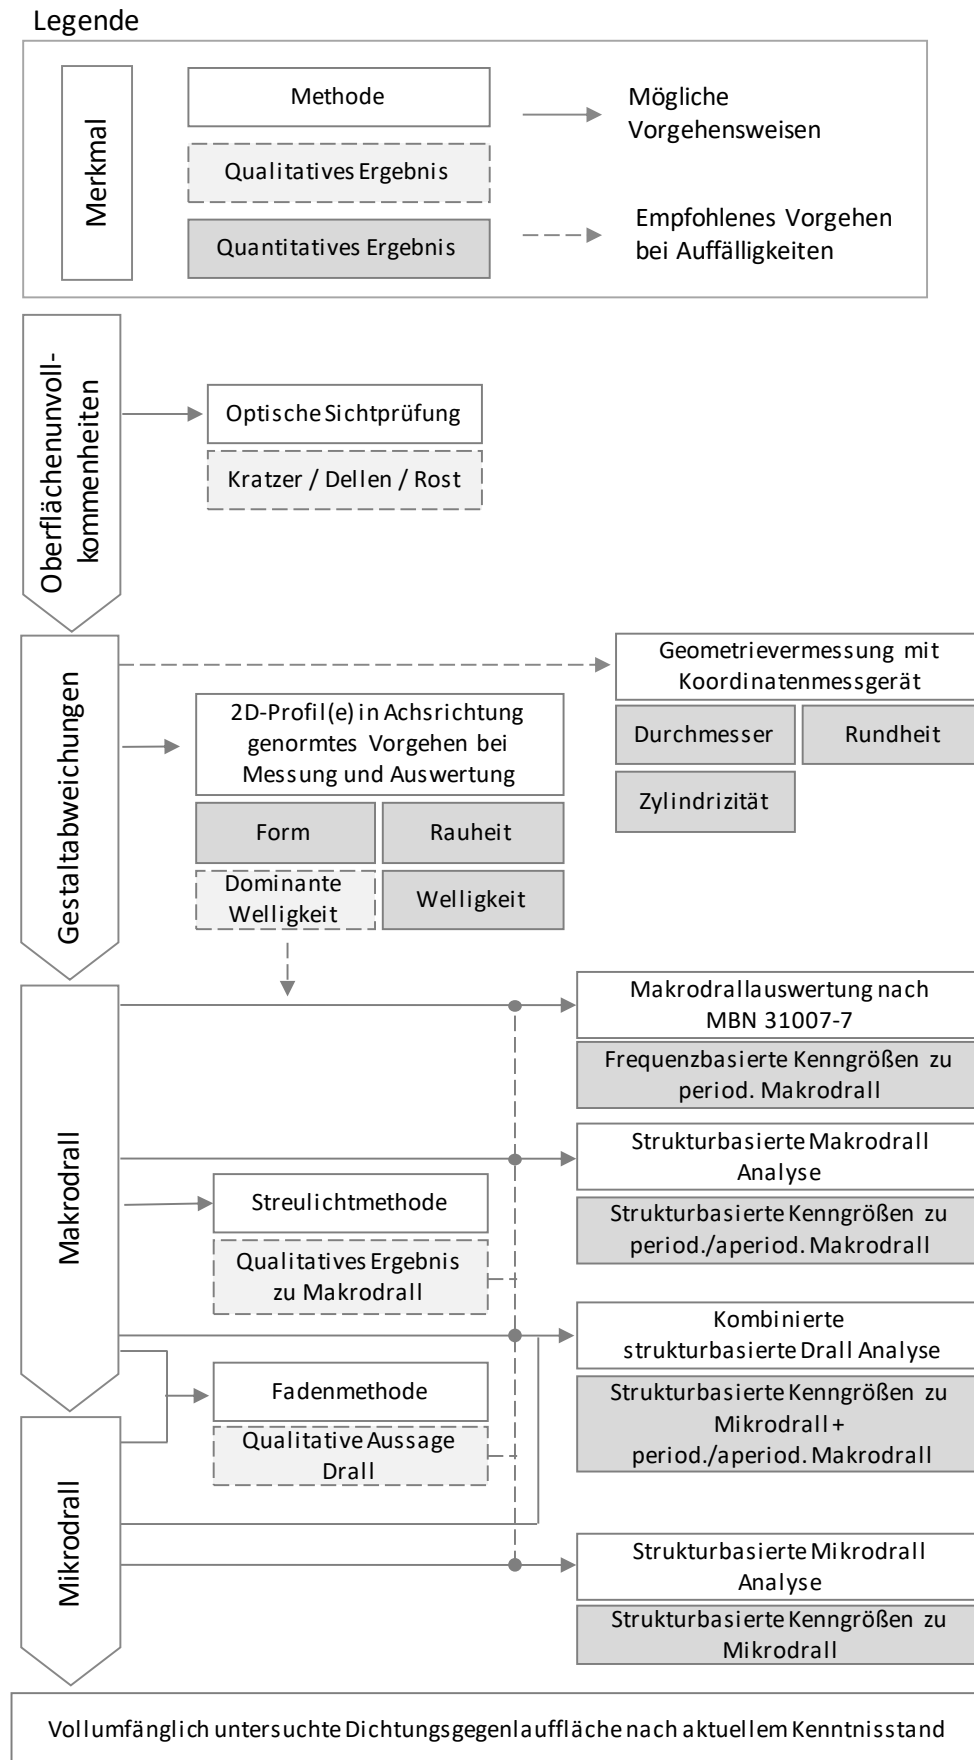 Legende
Merkmal
Methode
Qualitatives Ergebnis
Quantitatives Ergebnis
Mögliche
Vorgehensweisen
Empfohlenes Vorgehen
bei Auffälligkeiten
Oberflächenunvoll-
kommenheiten
Optische Sichtprüfung
Kratzer / Dellen / Rost
Gestaltabweichungen
Geometrievermessung mit
Koordinatenmessgerät
Durchmesser
Rundheit
Zylindrizität
2D-Profil(e) in Achsrichtung
genormtes Vorgehen bei
Messung und Auswertung
Form
Rauheit
Dominante
Welligkeit
Welligkeit
Makrodrall
Makrodrallauswertung nach
MBN 31007-7
Frequenzbasierte Kenngrößen zu
period. Makrodrall
Strukturbasierte Makrodrall
Analyse
Strukturbasierte Kenngrößen zu
period./aperiod. Makrodrall
Streulichtmethode
Qualitatives Ergebnis
zu Makrodrall
Kombinierte
strukturbasierte Drall Analyse
Strukturbasierte Kenngrößen zu
Mikrodrall +
period./aperiod. Makrodrall
Fadenmethode
Qualitative Aussage
Drall
Mikrodrall
Strukturbasierte Mikrodrall
Analyse
Strukturbasierte Kenngrößen zu
Mikrodrall
Vollumfänglich untersuchte Dichtungsgegenlauffläche nach aktuellem Kenntnisstand